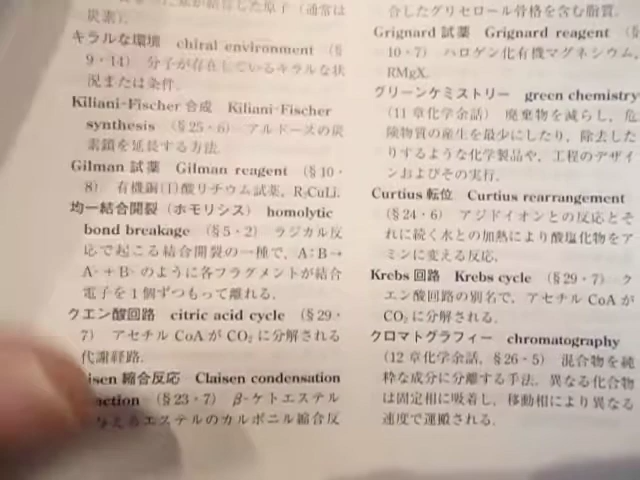 炭素).
キラルな環境 chiral environment (§
9・14) 分子が存在しているキラルな状
況または条件.
Kiliani-Fischer 合成 Kiliani-Fischer
synthesis (§25・6) アルドースの炭
素鎖を延長する方法.
Gilman 試薬 Gilman reagent (§10・
8) 有機銅(I)酸リチウム試薬, R₂CuLi.
均一結合開裂 (ホモリシス) homolytic
bond breakage (§5・2) ラジカル反
応で起こる結合開裂の一種で, A:B→
A・+B・のように各フラグメントが結合
電子を1個ずつもって離れる.
クエン酸回路 citric acid cycle (§29・
7) アセチル CoA が CO₂ に分解される
代謝経路.
isen 縮合反応 Claisen condensation
(§23・7) β-ケトエステル
エステルのカルボニル縮合反
合したグリセロール骨格を含む脂質.
Grignard 試薬 Grignard reagent (§
10・7) ハロゲン化有機マグネシウム,
RMgX.
グリーンケミストリー green chemistry
(11章化学余話) 廃棄物を減らし, 危
険物質の産生を最少にしたり, 除去した
りするような化学製品や, 工程のデザイ
ンおよびその実行.
Curtius 転位 Curtius rearrangement
(§24・6) アジドイオンとの反応とそ
れに続く水との加熱により酸塩化物をア
ミンに変える反応.
Krebs 回路 Krebs cycle (§29・7) ク
エン酸回路の別名で, アセチル CoA が
CO₂ に分解される.
クロマトグラフィー chromatography
(12章化学余話, §26・5) 混合物を純
粋な成分に分離する手法. 異なる化合物
は固定相に吸着し, 移動相により異なる
速度で運搬される.